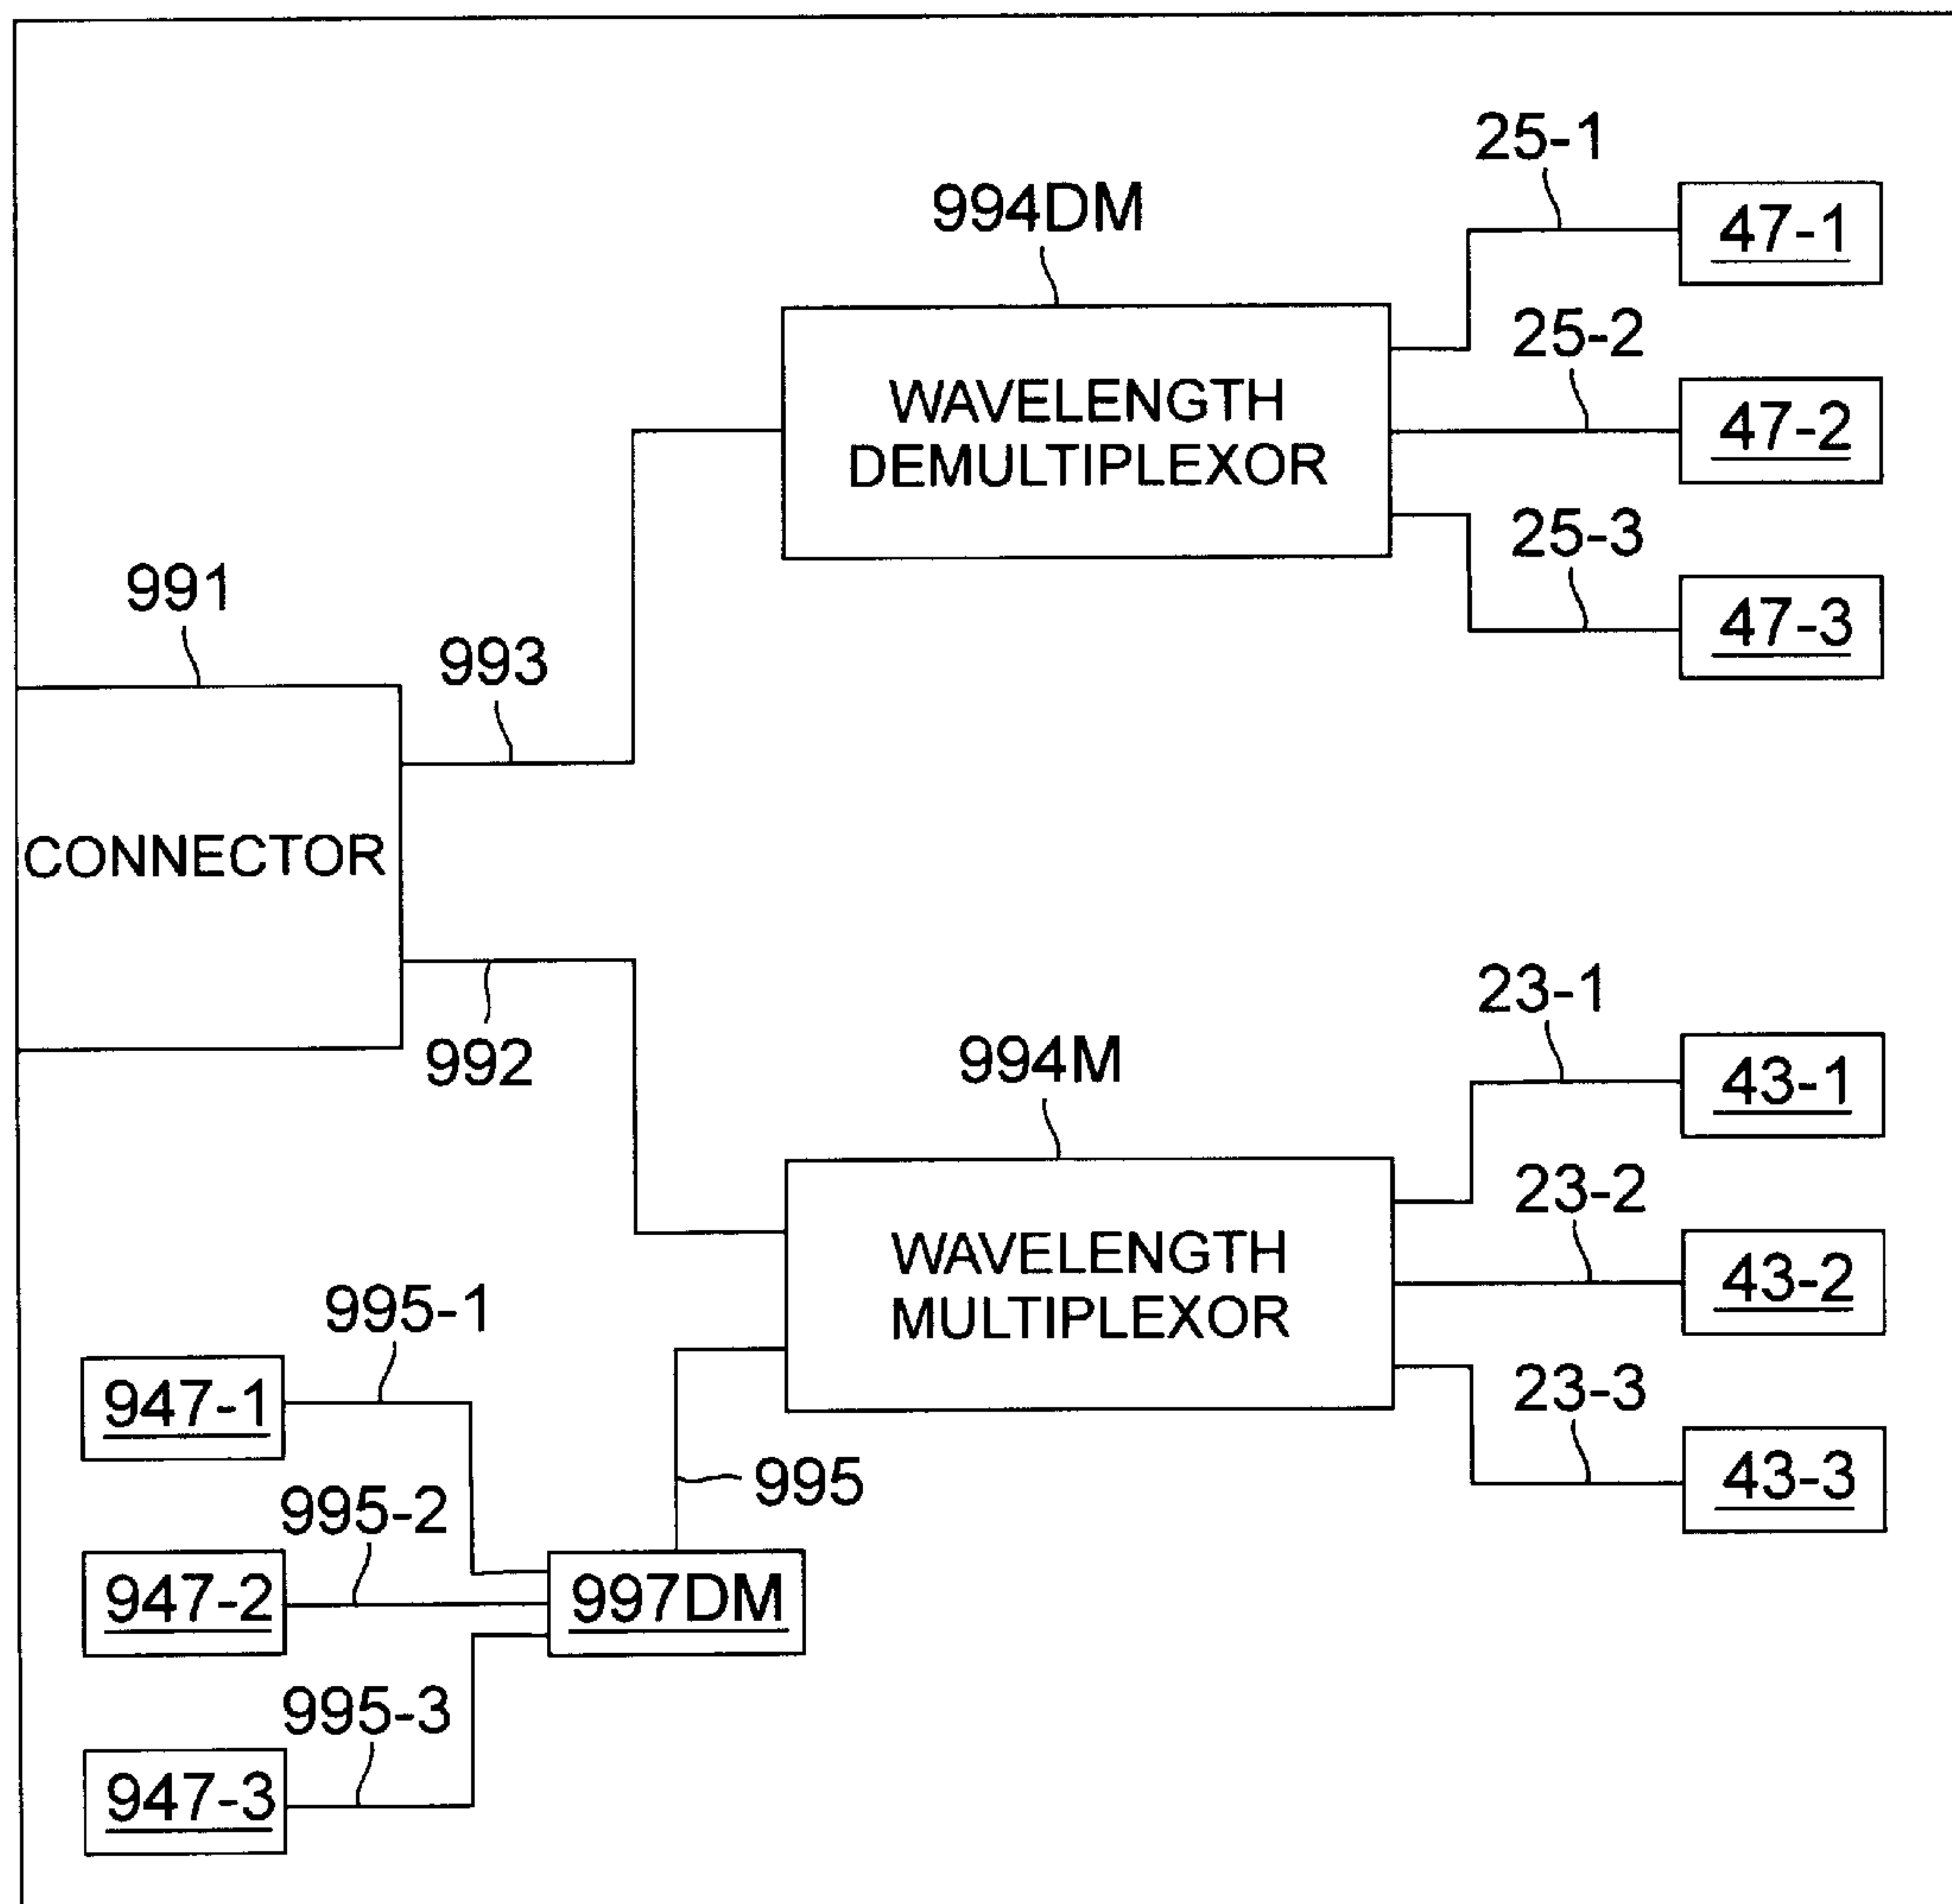 25-1
994DM
47-1
25-2
WAVELENGTH
DEMULTIPLEXOR
47-2
25-3
991
47-3
993
CONNECTOR
23-1
992
994M
43-1
23-2
WAVELENGTH
MULTIPLEXOR
43-2
995-1
947-1
23-3
995
43-3
995-2
947-2
997DM
995-3
947-3